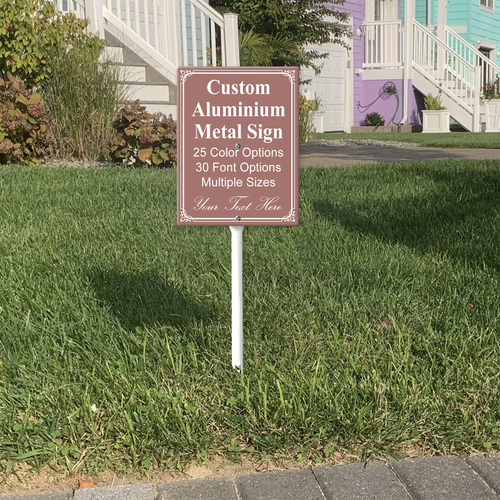 Custom
Aluminium
Metal Sign
25 Color Options
30 Font Options
Multiple Sizes
Your Text Here